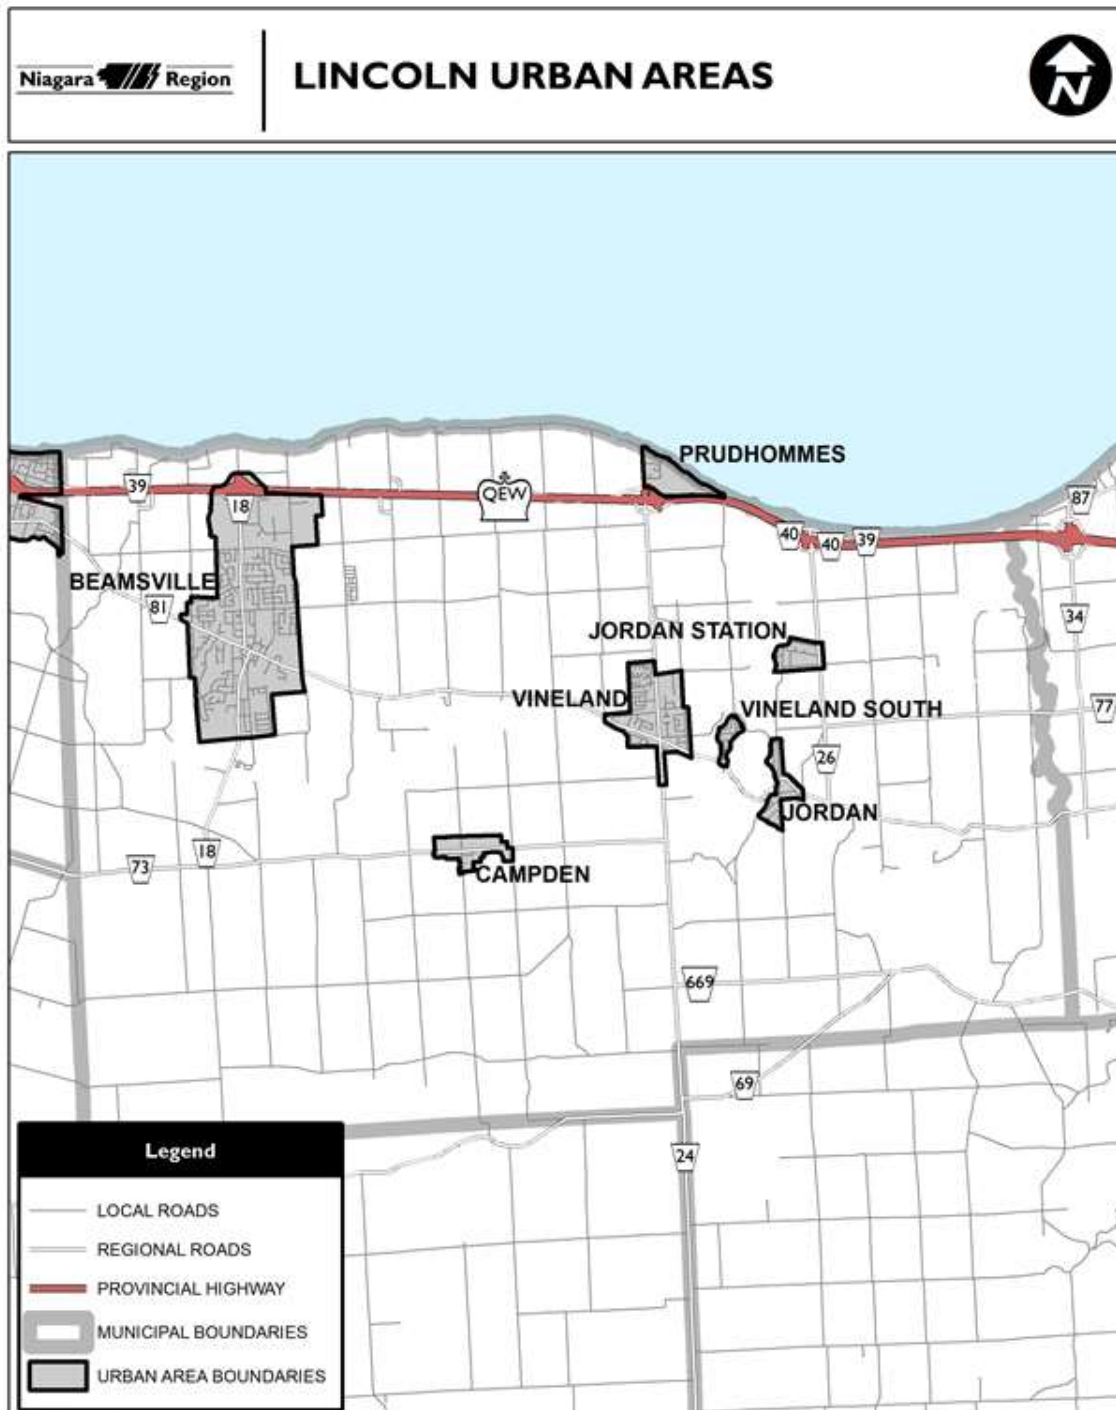 Niagara Region
LINCOLN URBAN AREAS
N
PRUDHOMMES
39
18
QEW
40
40
39
87
BEAMSVILLE
81
JORDAN STATION
34
VINELAND
VINELAND SOUTH
77
26
JORDAN
73
18
CAMPDEN
669
69
24
Legend
LOCAL ROADS
REGIONAL ROADS
PROVINCIAL HIGHWAY
MUNICIPAL BOUNDARIES
URBAN AREA BOUNDARIES